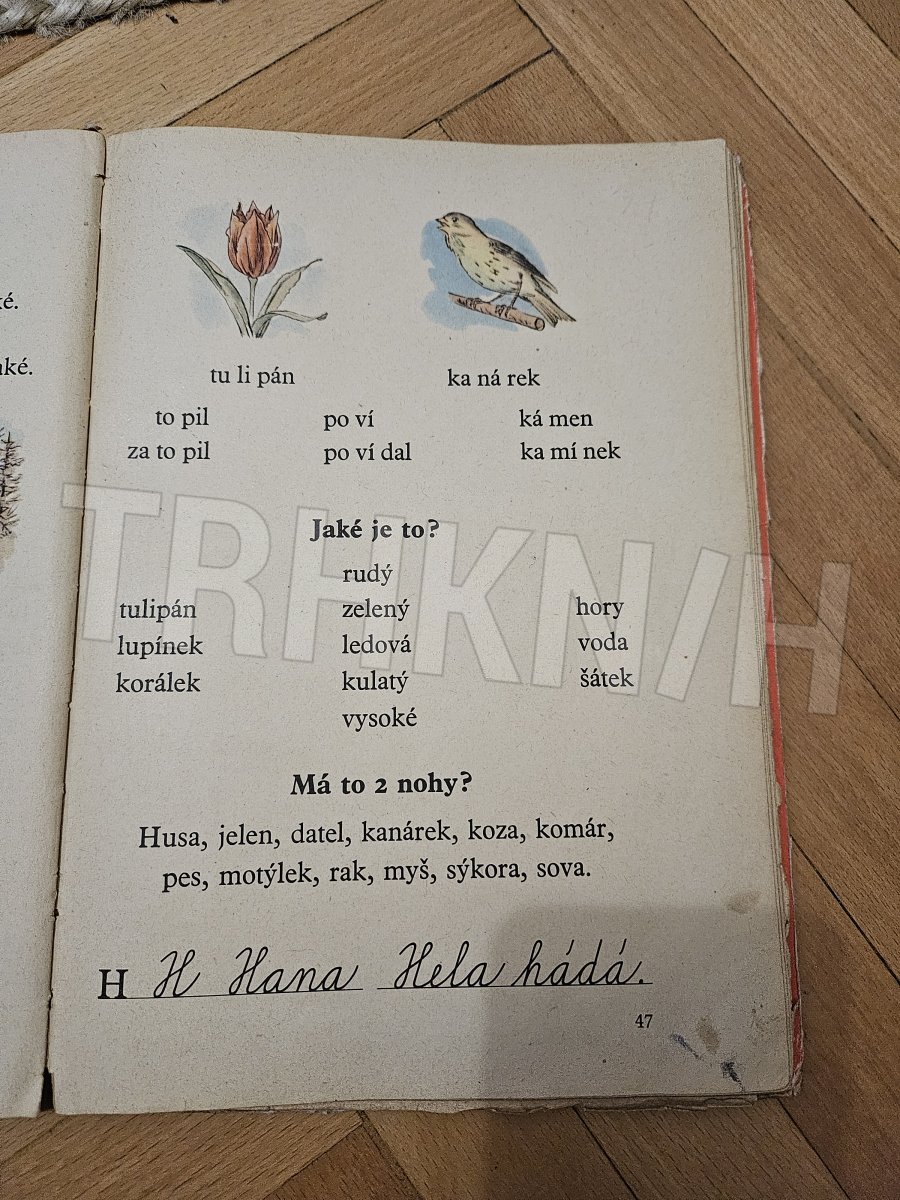 ké.
aké.
tu li pán ka ná rek
to pil po ví ká men
za to pil po ví dal ka mí nek
TRHKNIH
Jaké je to?
rudý
tulipán zelený hory
lupínek ledová voda
korálek kulatý šátek
vysoké
Má to 2 nohy?
Husa, jelen, datel, kanárek, koza, komár,
pes, motýlek, rak, myš, sýkora, sova.
H H Hana Hela hádá.
47